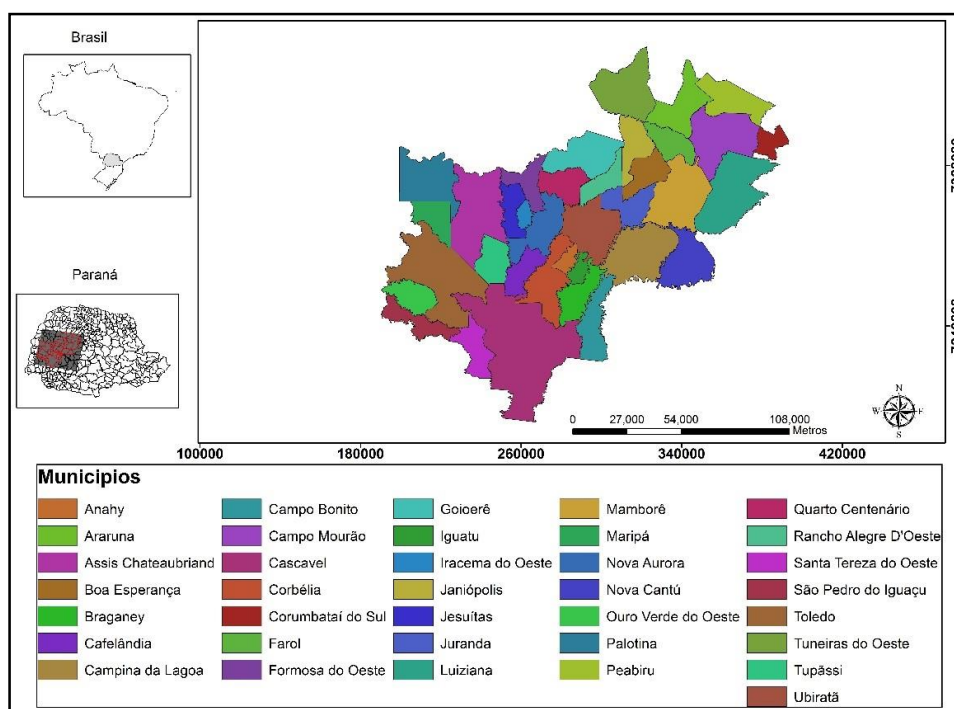 Brasil
Paraná
N
W
E
S
0 27,000 54,000 108,000
Metros
7280000
7210000
100000 180000 260000 340000 420000
Municipios
Anahy
Araruna
Assis Chateaubriand
Boa Esperança
Braganey
Cafelândia
Campina da Lagoa
Campo Bonito
Campo Mourão
Cascavel
Corbélia
Corumbataí do Sul
Farol
Formosa do Oeste
Goioerê
Iguatu
Iracema do Oeste
Janiópolis
Jesuítas
Juranda
Luiziana
Mamborê
Maripá
Nova Aurora
Nova Cantú
Ouro Verde do Oeste
Palotina
Peabiru
Quarto Centenário
Rancho Alegre D'Oeste
Santa Tereza do Oeste
São Pedro do Iguaçu
Toledo
Tuneiras do Oeste
Tupãssi
Ubiratã